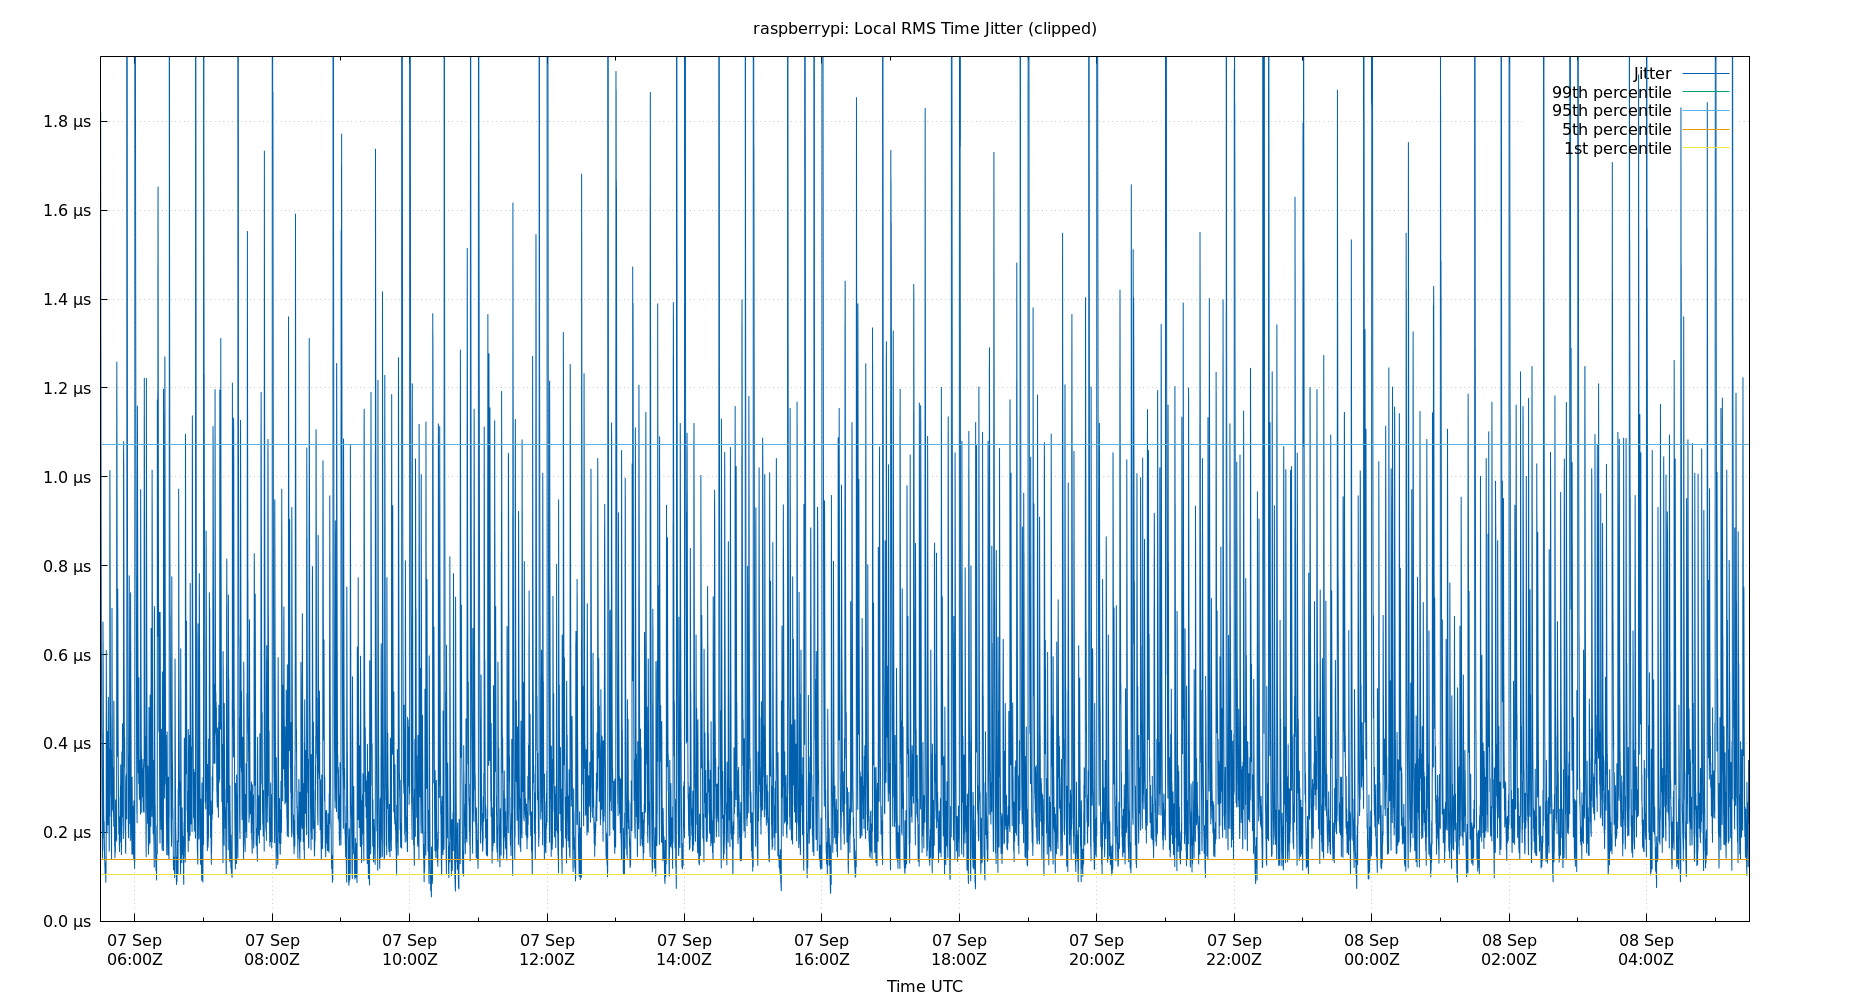 raspberrypi: Local RMS Time Jitter (clipped)
Jitter
99th percentile
95th percentile
5th percentile
1st percentile
1.8 μs
1.6 μs
1.4 μs
1.2 μs
1.0 μs
0.8 μs
0.6 μs
0.4 μs
0.2 μs
0.0 μs
07 Sep 07 Sep 07 Sep 07 Sep 07 Sep 07 Sep 07 Sep 07 Sep 07 Sep 08 Sep 08 Sep 08 Sep
06:00Z 08:00Z 10:00Z 12:00Z 14:00Z 16:00Z 18:00Z 20:00Z 22:00Z 00:00Z 02:00Z 04:00Z
Time UTC